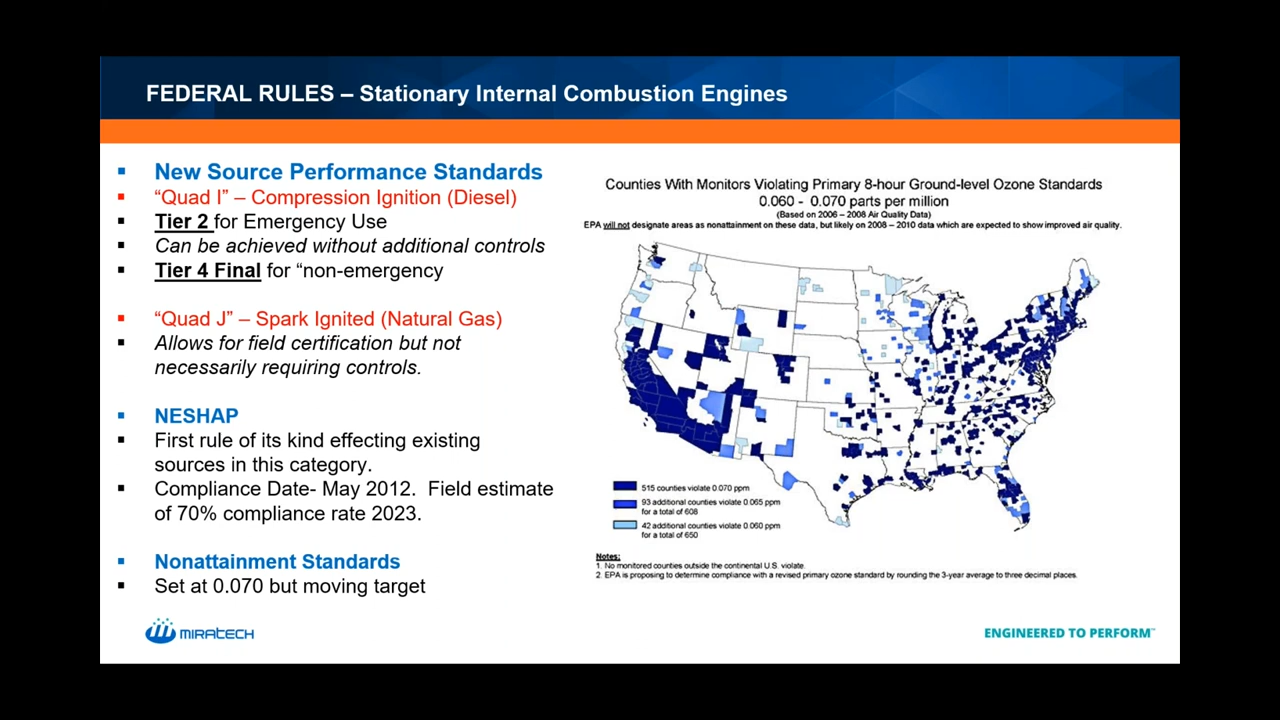 FEDERAL RULES – Stationary Internal Combustion Engines
New Source Performance Standards
“Quad I” – Compression Ignition (Diesel)
Tier 2 for Emergency Use
Can be achieved without additional controls
Tier 4 Final for “non-emergency
“Quad J” – Spark Ignited (Natural Gas)
Allows for field certification but not
necessarily requiring controls.
NESHAP
First rule of its kind effecting existing
sources in this category.
Compliance Date- May 2012. Field estimate
of 70% compliance rate 2023.
Nonattainment Standards
Set at 0.070 but moving target
Counties With Monitors Violating Primary 8-hour Ground-level Ozone Standards
0.060 - 0.070 parts per million
(Based on 2006 – 2008 Air Quality Data)
EPA will not designate areas as nonattainment on these data, but likely on 2008 – 2010 data which are expected to show improved air quality.
515 counties violate 0.070 ppm
93 additional counties violate 0.065 ppm
for a total of 608
42 additional counties violate 0.060 ppm
for a total of 650
Notes:
1. No monitored counties outside the continental U.S. violate.
2. EPA is proposing to determine compliance with a revised primary ozone standard by rounding the 3-year average to three decimal places.
MIRATECH
ENGINEERED TO PERFORM™